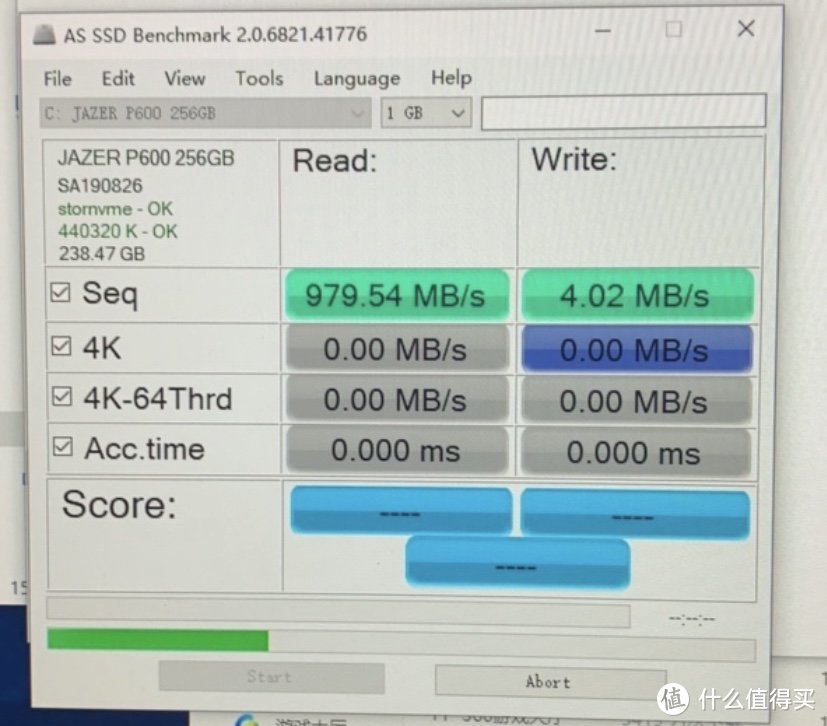 AS SSD Benchmark 2.0.6821.41776
File Edit View Tools Language Help
C: JAZER P600 256GB 1 GB
JAZER P600 256GB
SA190826
stornvme - OK
440320 K - OK
238.47 GB
Read: Write:
Seq 979.54 MB/s 4.02 MB/s
4K 0.00 MB/s 0.00 MB/s
4K-64Thrd 0.00 MB/s 0.00 MB/s
Acc.time 0.000 ms 0.000 ms
Score: ---- ----
----
--:--:--
Start Abort
值 什么值得买